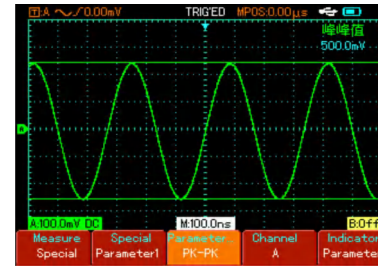 T:A 0.00mV TRIG'ED MPOS:0.00μs
峰峰值
500.0mV
A:100.0mV DC M:100.0ns B:Off
Measure Special Parameter Channel Indicator
Special Parameter1 PK-PK A Paramete